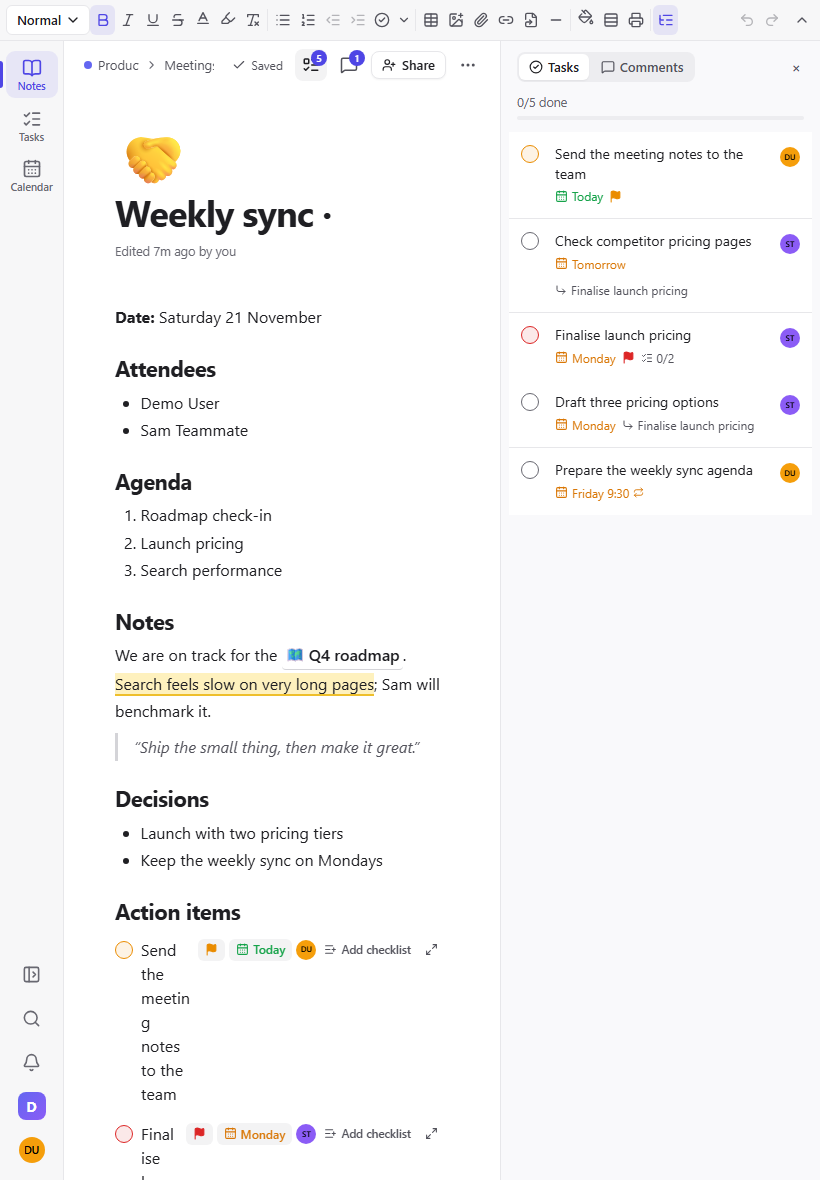 Normal
Notes
Tasks
Calendar
D
DU
Produc > Meeting
Saved
5
1
Share
Weekly sync ·
Edited 7m ago by you
Date: Saturday 21 November
Attendees
• Demo User
• Sam Teammate
Agenda
1. Roadmap check-in
2. Launch pricing
3. Search performance
Notes
We are on track for the Q4 roadmap .
Search feels slow on very long pages; Sam will
benchmark it.
“Ship the small thing, then make it great.”
Decisions
• Launch with two pricing tiers
• Keep the weekly sync on Mondays
Action items
Send
the
meetin
g
notes
to the
team
Today DU Add checklist
Final
ise
Monday ST Add checklist
Tasks
Comments
×
0/5 done
Send the meeting notes to the
team
DU
Today
Check competitor pricing pages
ST
Tomorrow
Finalise launch pricing
Finalise launch pricing
ST
Monday 0/2
Draft three pricing options
ST
Monday Finalise launch pricing
Prepare the weekly sync agenda
DU
Friday 9:30